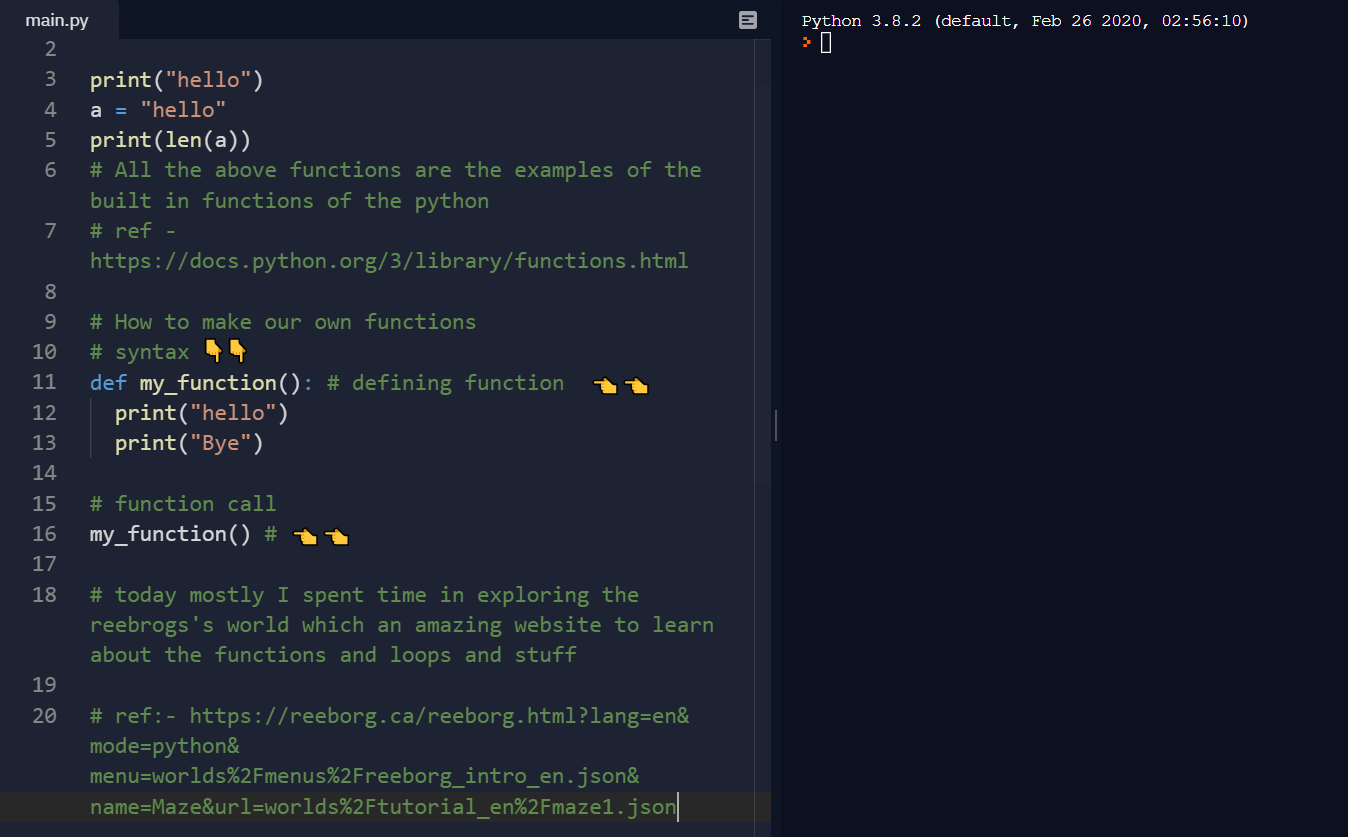 main.py
2
3 print("hello")
4 a = "hello"
5 print(len(a))
6 # All the above functions are the examples of the
built in functions of the python
7 # ref -
https://docs.python.org/3/library/functions.html
8
9 # How to make our own functions
10 # syntax 👇👇
11 def my_function(): # defining function 👈👈
12 print("hello")
13 print("Bye")
14
15 # function call
16 my_function() # 👈👈
17
18 # today mostly I spent time in exploring the
reebrogs's world which an amazing website to learn
about the functions and loops and stuff
19
20 # ref:- https://reeborg.ca/reeborg.html?lang=en&
mode=python&
menu=worlds%2Fmenus%2Freeborg_intro_en.json&
name=Maze&url=worlds%2Ftutorial_en%2Fmaze1.json
Python 3.8.2 (default, Feb 26 2020, 02:56:10)
>